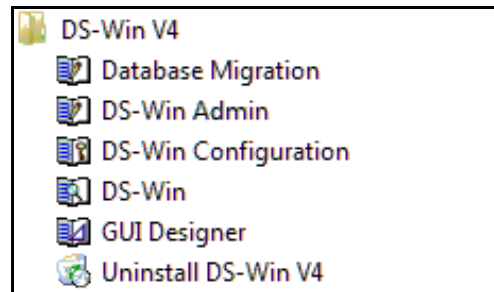 DS-Win V4
Database Migration
DS-Win Admin
DS-Win Configuration
DS-Win
GUI Designer
Uninstall DS-Win V4